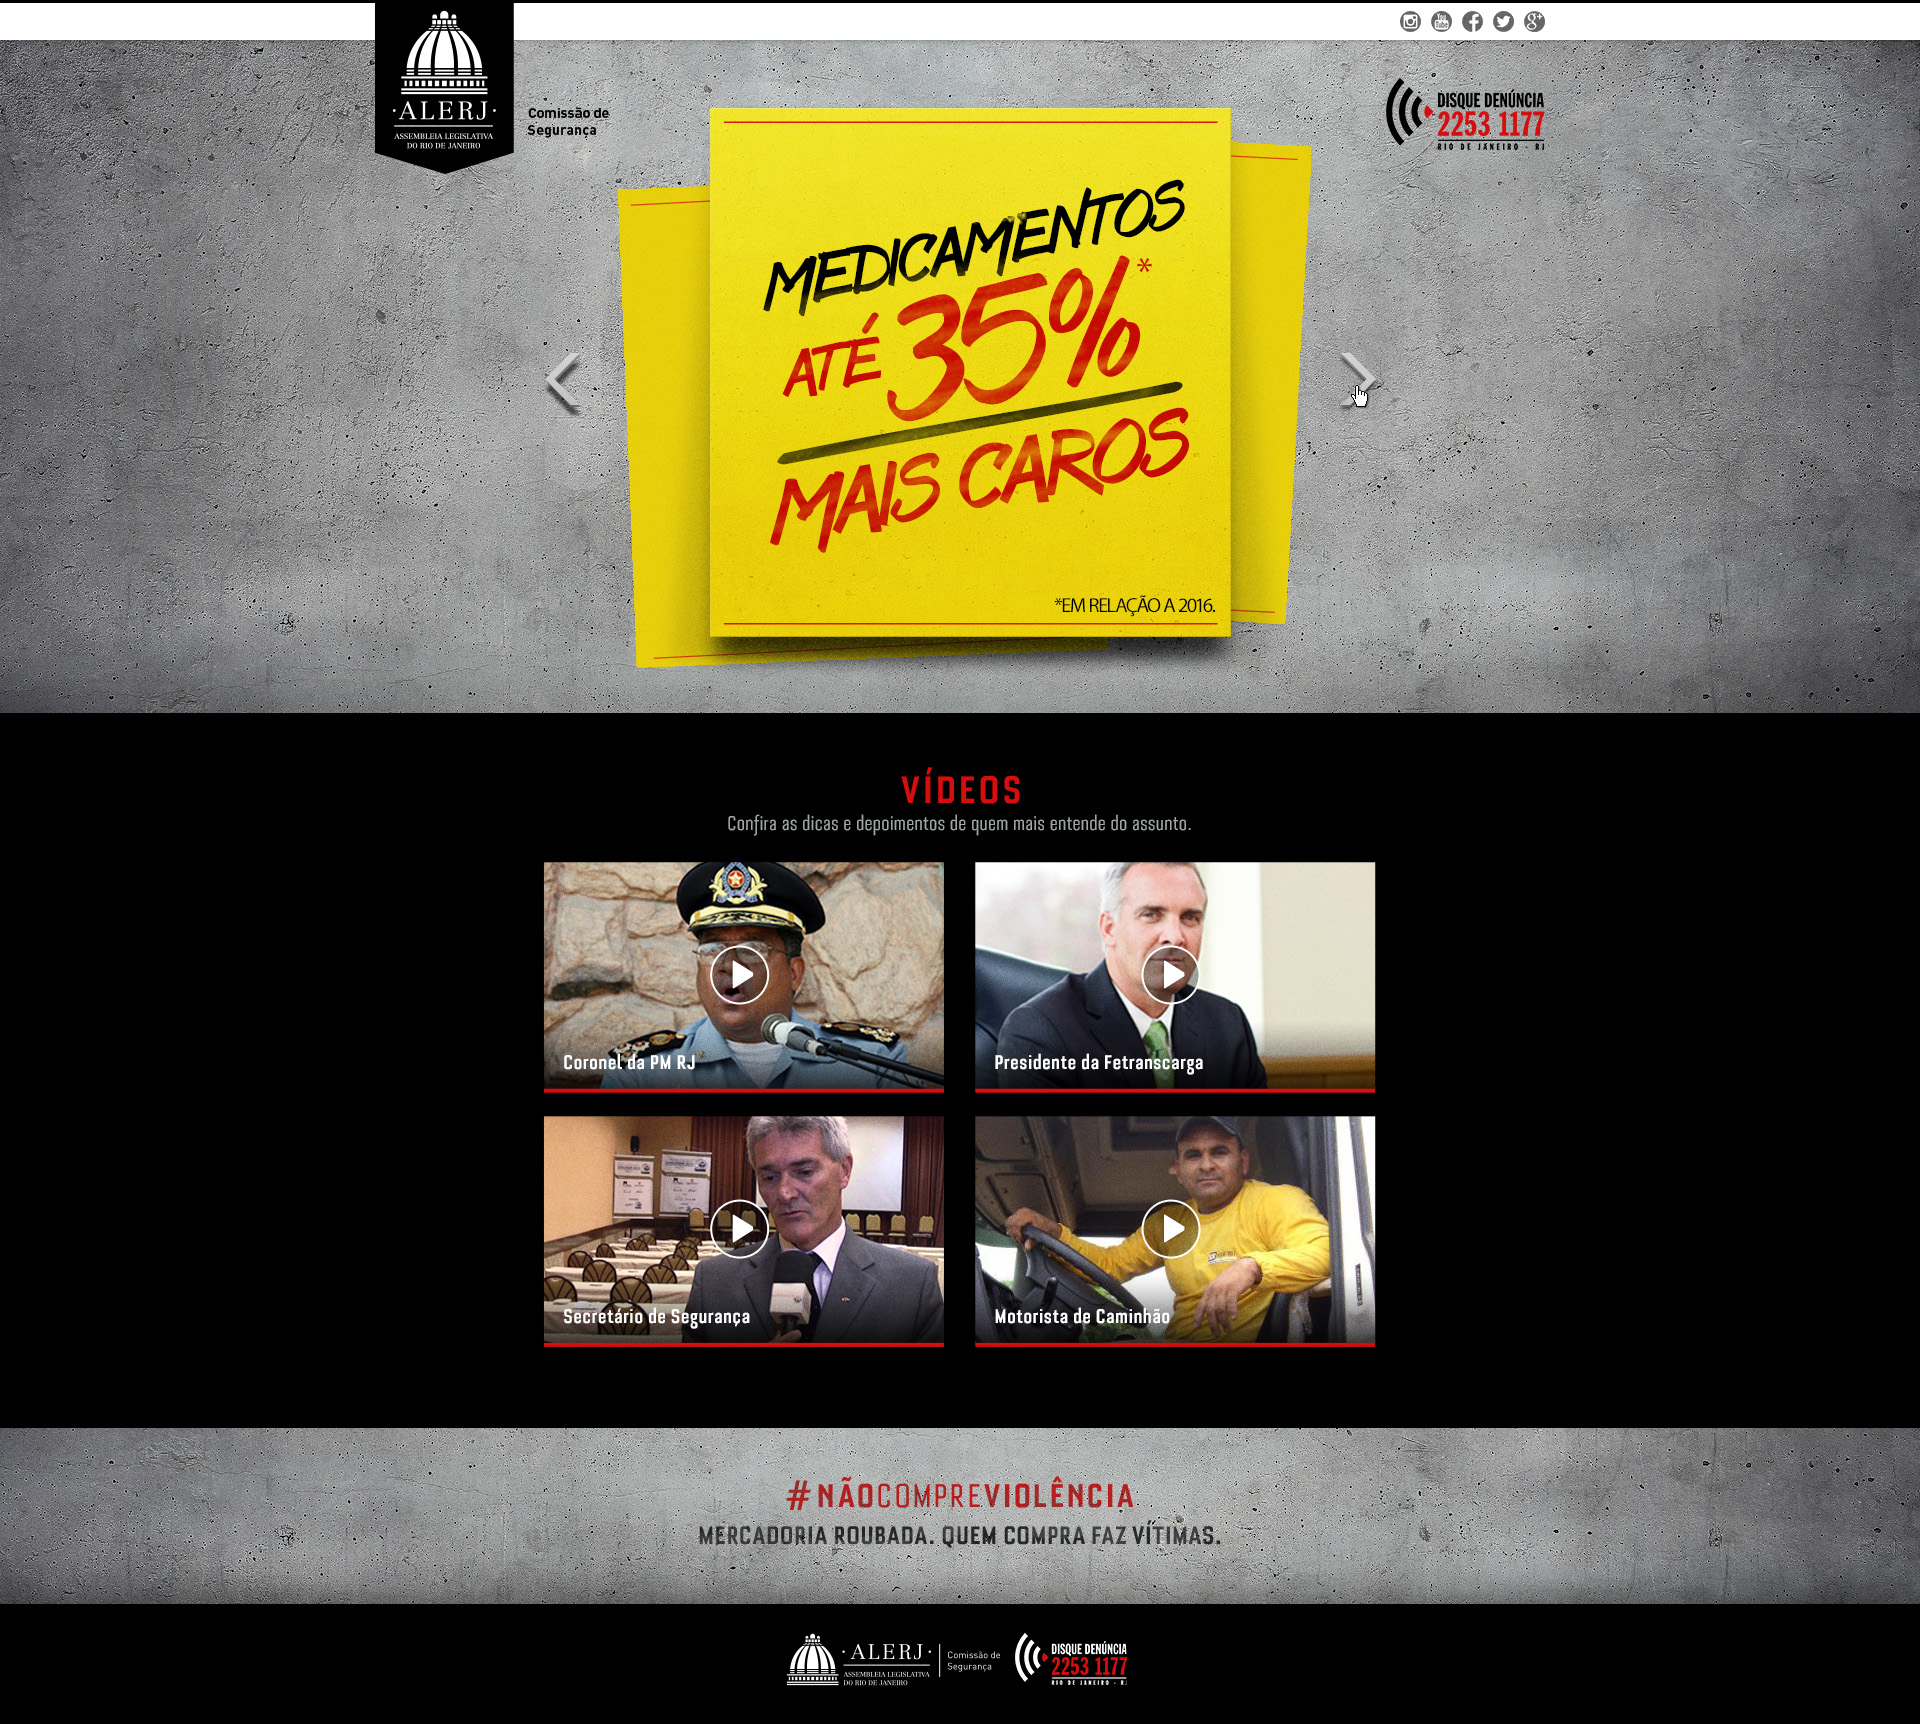 ·ALERJ·
ASSEMBLEIA LEGISLATIVA
DO RIO DE JANEIRO
Comissão de
Segurança
DISQUE DENÚNCIA
2253 1177
RIO DE JANEIRO - RJ
MEDICAMENTOS
ATÉ 35%*
MAIS CAROS
*EM RELAÇÃO A 2016.
VÍDEOS
Confira as dicas e depoimentos de quem mais entende do assunto.
Coronel da PM RJ
Presidente da Fetranscarga
Secretário de Segurança
Motorista de Caminhão
#NÃOCOMPREVIOLÊNCIA
MERCADORIA ROUBADA. QUEM COMPRA FAZ VÍTIMAS.
·ALERJ·
ASSEMBLEIA LEGISLATIVA
DO RIO DE JANEIRO
Comissão de
Segurança
DISQUE DENÚNCIA
2253 1177
RIO DE JANEIRO - RJ